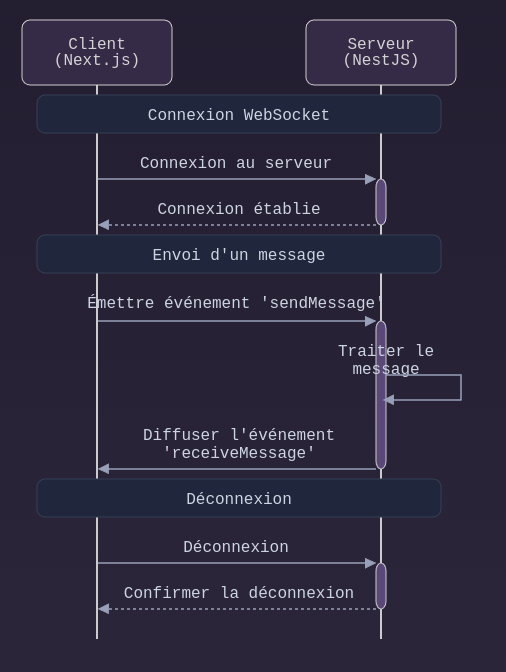 Client
(Next.js)
Serveur
(NestJS)
Connexion WebSocket
Connexion au serveur
Connexion établie
Envoi d'un message
Émettre événement 'sendMessage'
Traiter le
message
Diffuser l'événement
'receiveMessage'
Déconnexion
Déconnexion
Confirmer la déconnexion